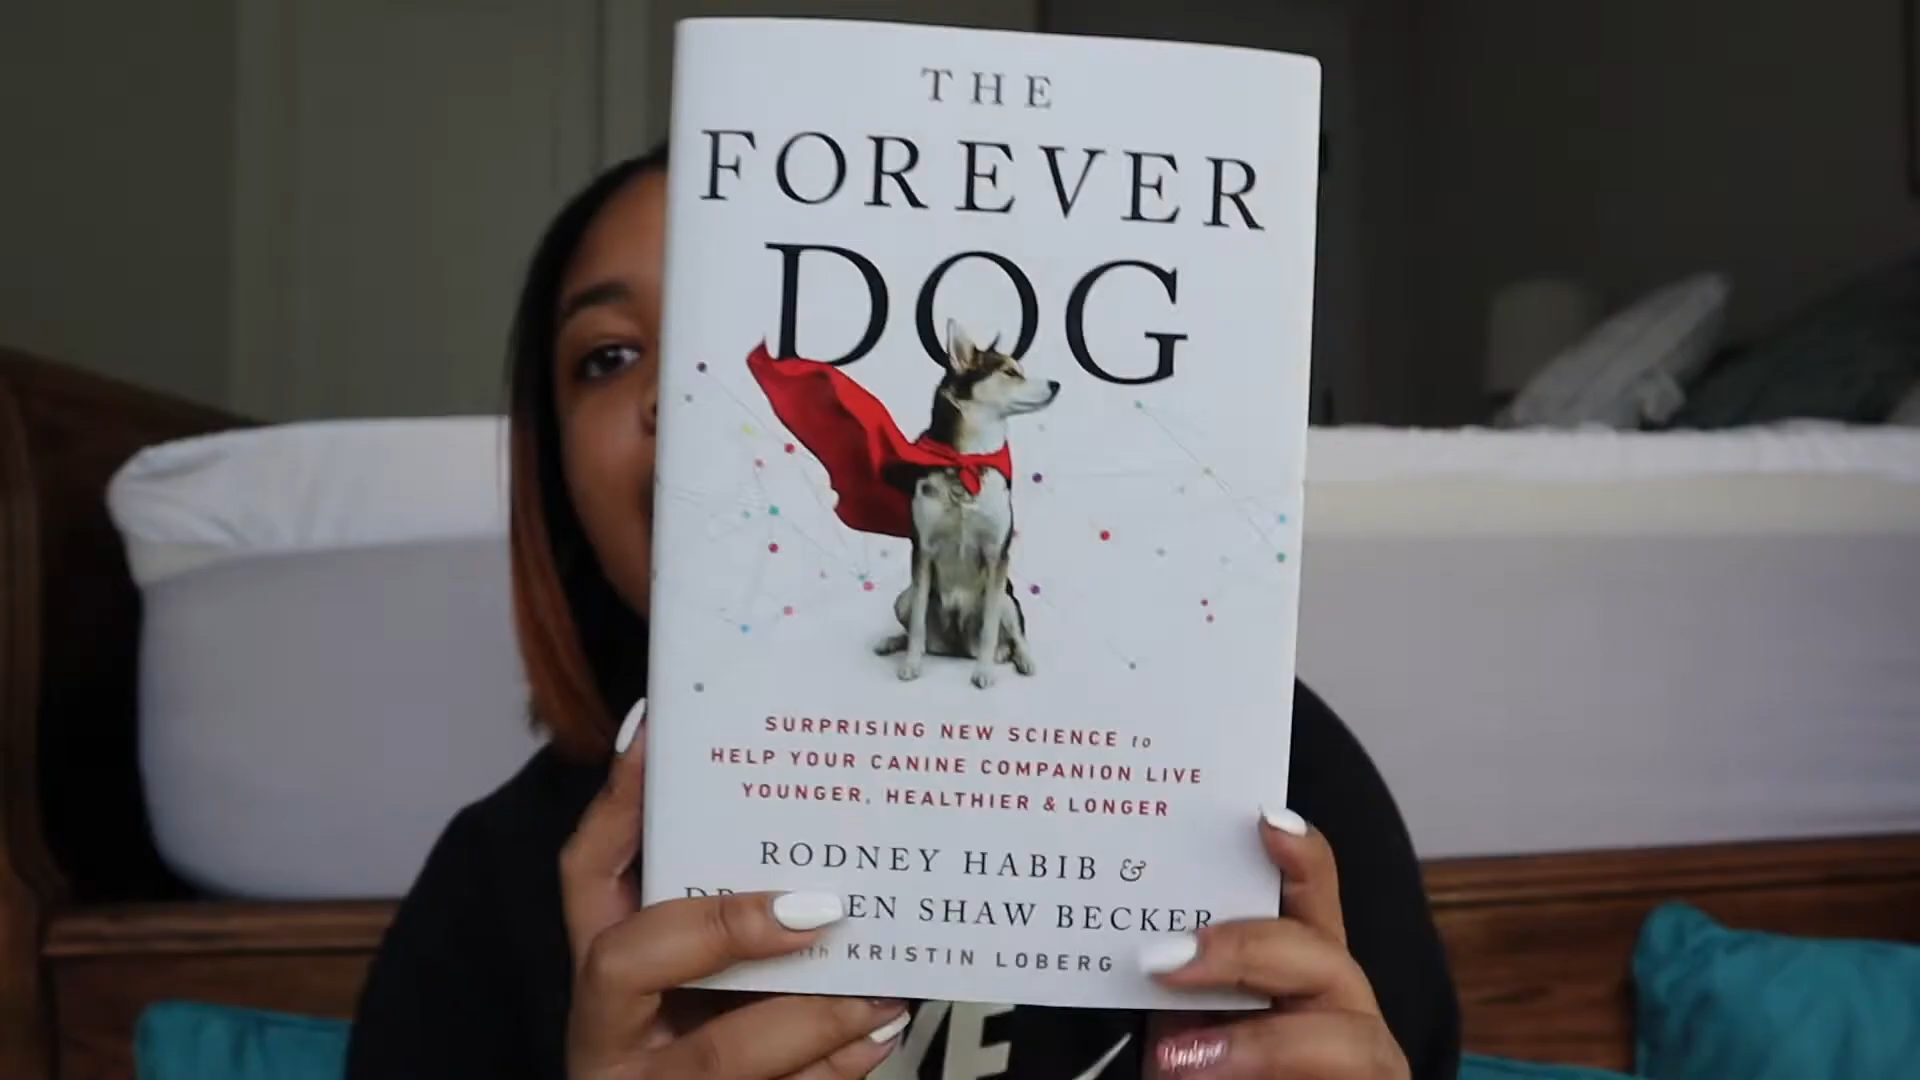 THE
FOREVER
DOG
SURPRISING NEW SCIENCE to
HELP YOUR CANINE COMPANION LIVE
YOUNGER, HEALTHIER & LONGER
RODNEY HABIB &
SHAW BECKER
KRISTIN LOBERG